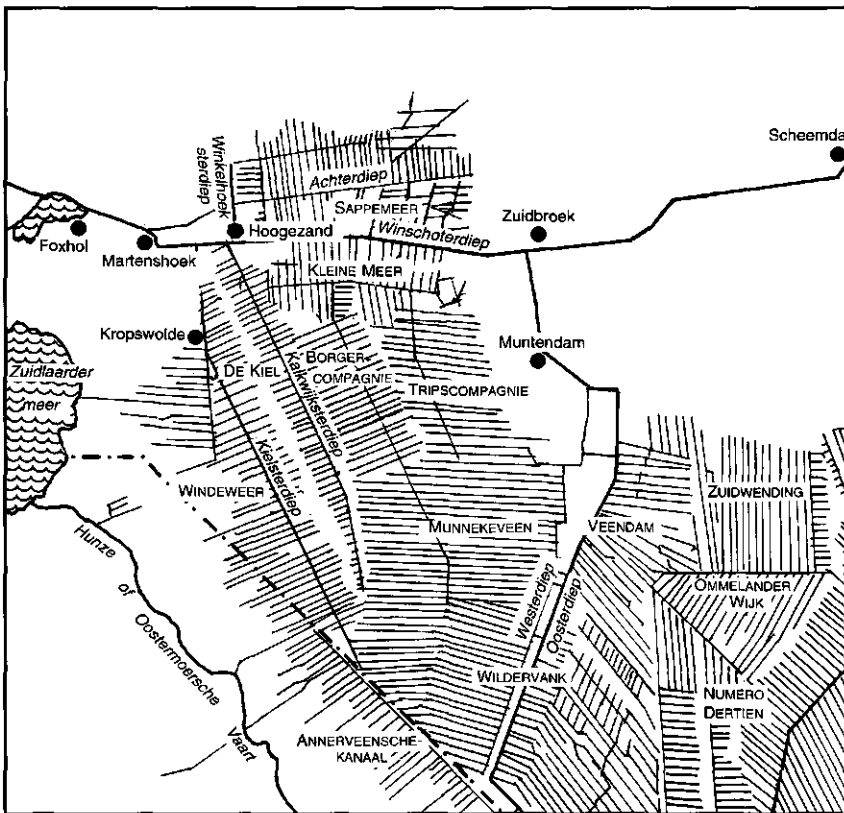 Scheemda
Winkelhoek
sterdiep
Achterdiep
SAPPEMEER
Zuidbroek
Hoogezand
Winschoterdiep
Foxhol
Martenshoek
KLEINE MEER
Kropswolde
Muntendam
Zuidlaarder
meer
DE KIEL
Kalkwijksterdiep
BORGER-
COMPAGNIE
TRIPSCOMPAGNIE
Kielsterdiep
WINDEWEER
ZUIDWENDING
MUNNEKEVEEN
VEENDAM
Hunze
of
Oostermoersche
Vaart
Westerdiep
Oosterdiep
OMMELANDER
WIJK
WILDERVANK
NUMERO
DERTIEN
ANNERVEENSCHE-
KANAAL